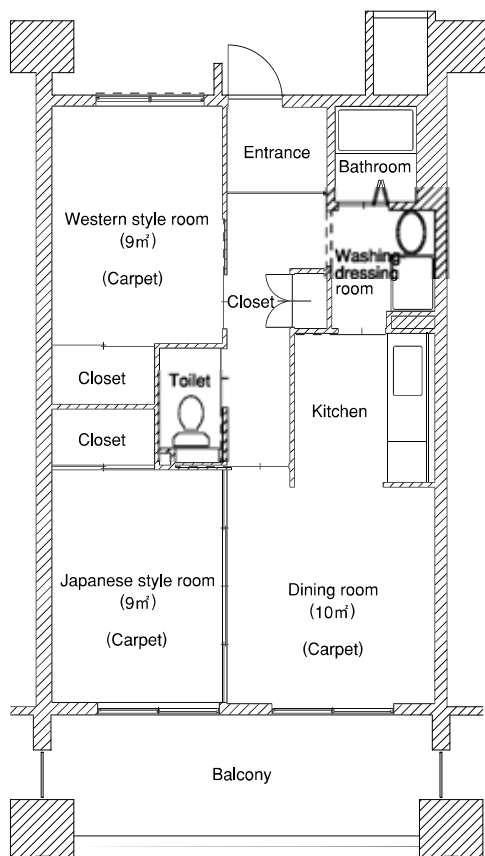 Entrance
Bathroom
Western style room
(9㎡)
(Carpet)
Washing
dressing
room
Closet
Closet
Toilet
Closet
Kitchen
Japanese style room
(9㎡)
(Carpet)
Dining room
(10㎡)
(Carpet)
Balcony